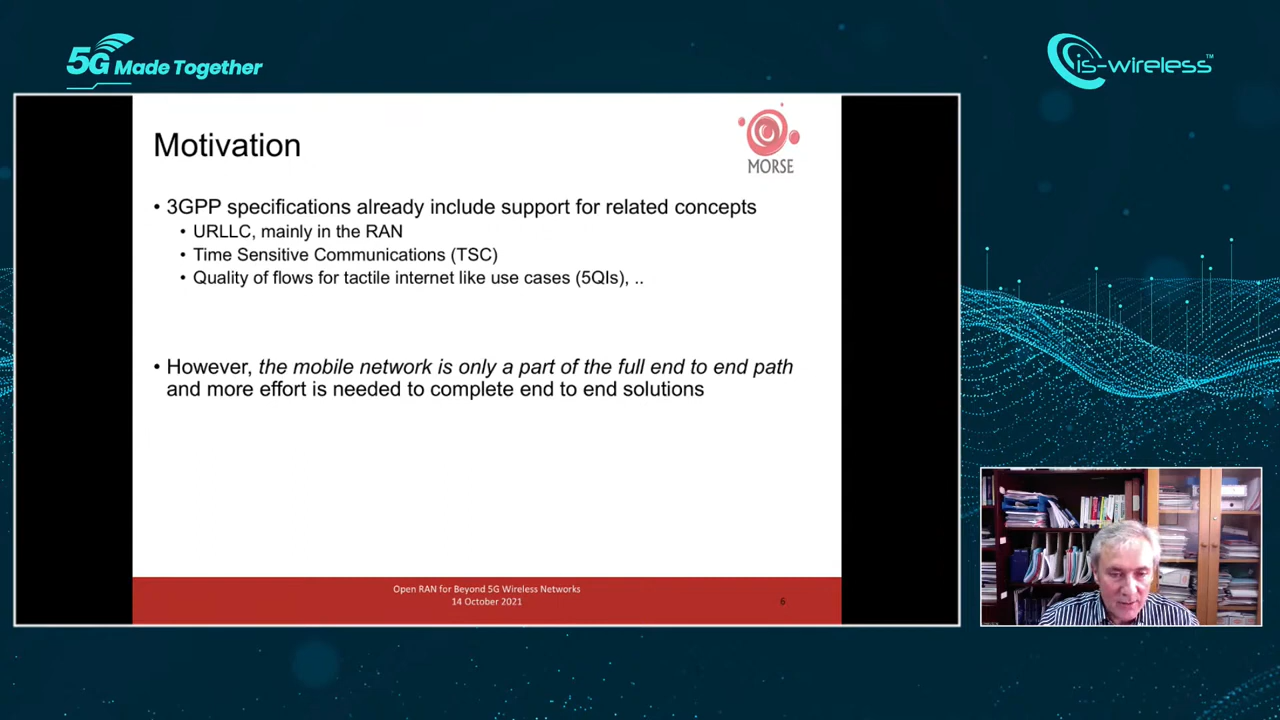 5G Made Together
is-wireless™
Motivation
MORSE
• 3GPP specifications already include support for related concepts
• URLLC, mainly in the RAN
• Time Sensitive Communications (TSC)
• Quality of flows for tactile internet like use cases (5QIs), ..
• However, the mobile network is only a part of the full end to end path
and more effort is needed to complete end to end solutions
Open RAN for Beyond 5G Wireless Networks
14 October 2021
6